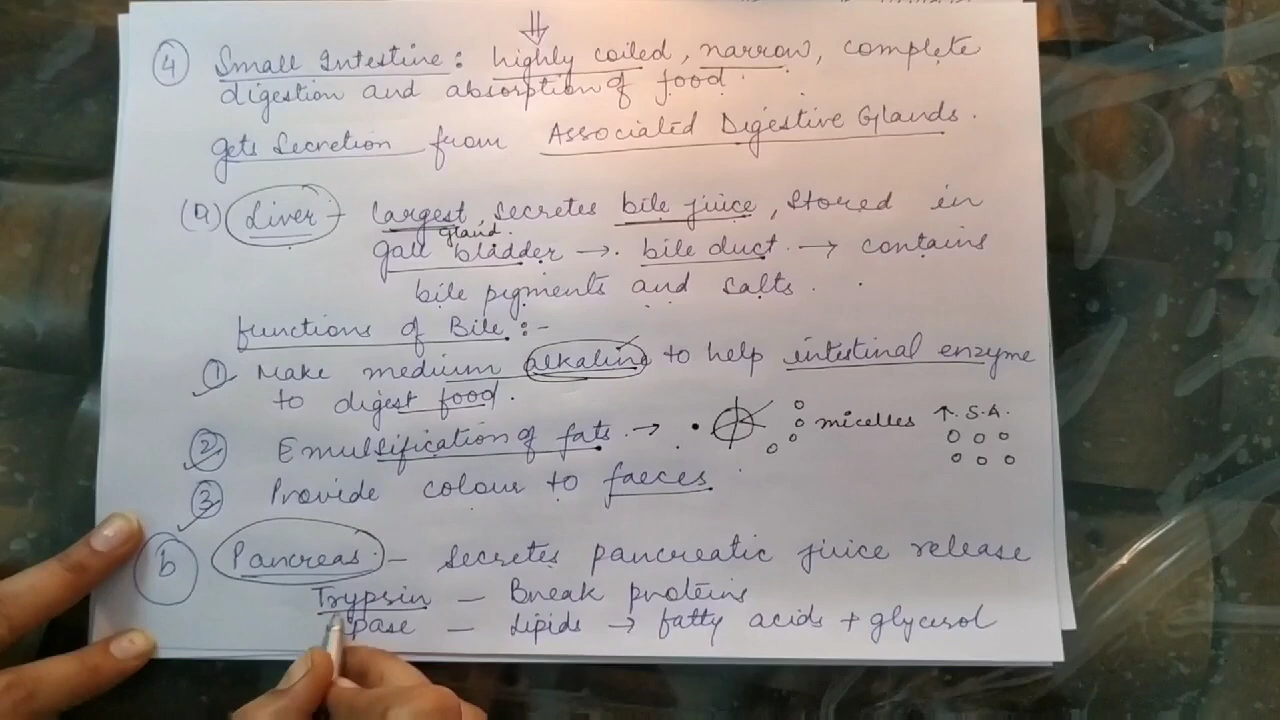 ⇓
④ Small Intestine: highly coiled, narrow, complete
digestion and absorption of food.
gets secretion from Associated Digestive Glands.
(a) Liver - largest, secretes bile juice, stored in
gland.
gall bladder → bile duct. → contains
bile pigments and salts.
functions of Bile:-
① Make medium alkaline to help intestinal enzyme
to digest food.
② Emulsification of fats. → micelles ↑ S.A.
③ Provide colour to faeces.
b Pancreas - secretes pancreatic juice release
Trypsin - Break proteins
pase - Lipids → fatty acids + glycerol